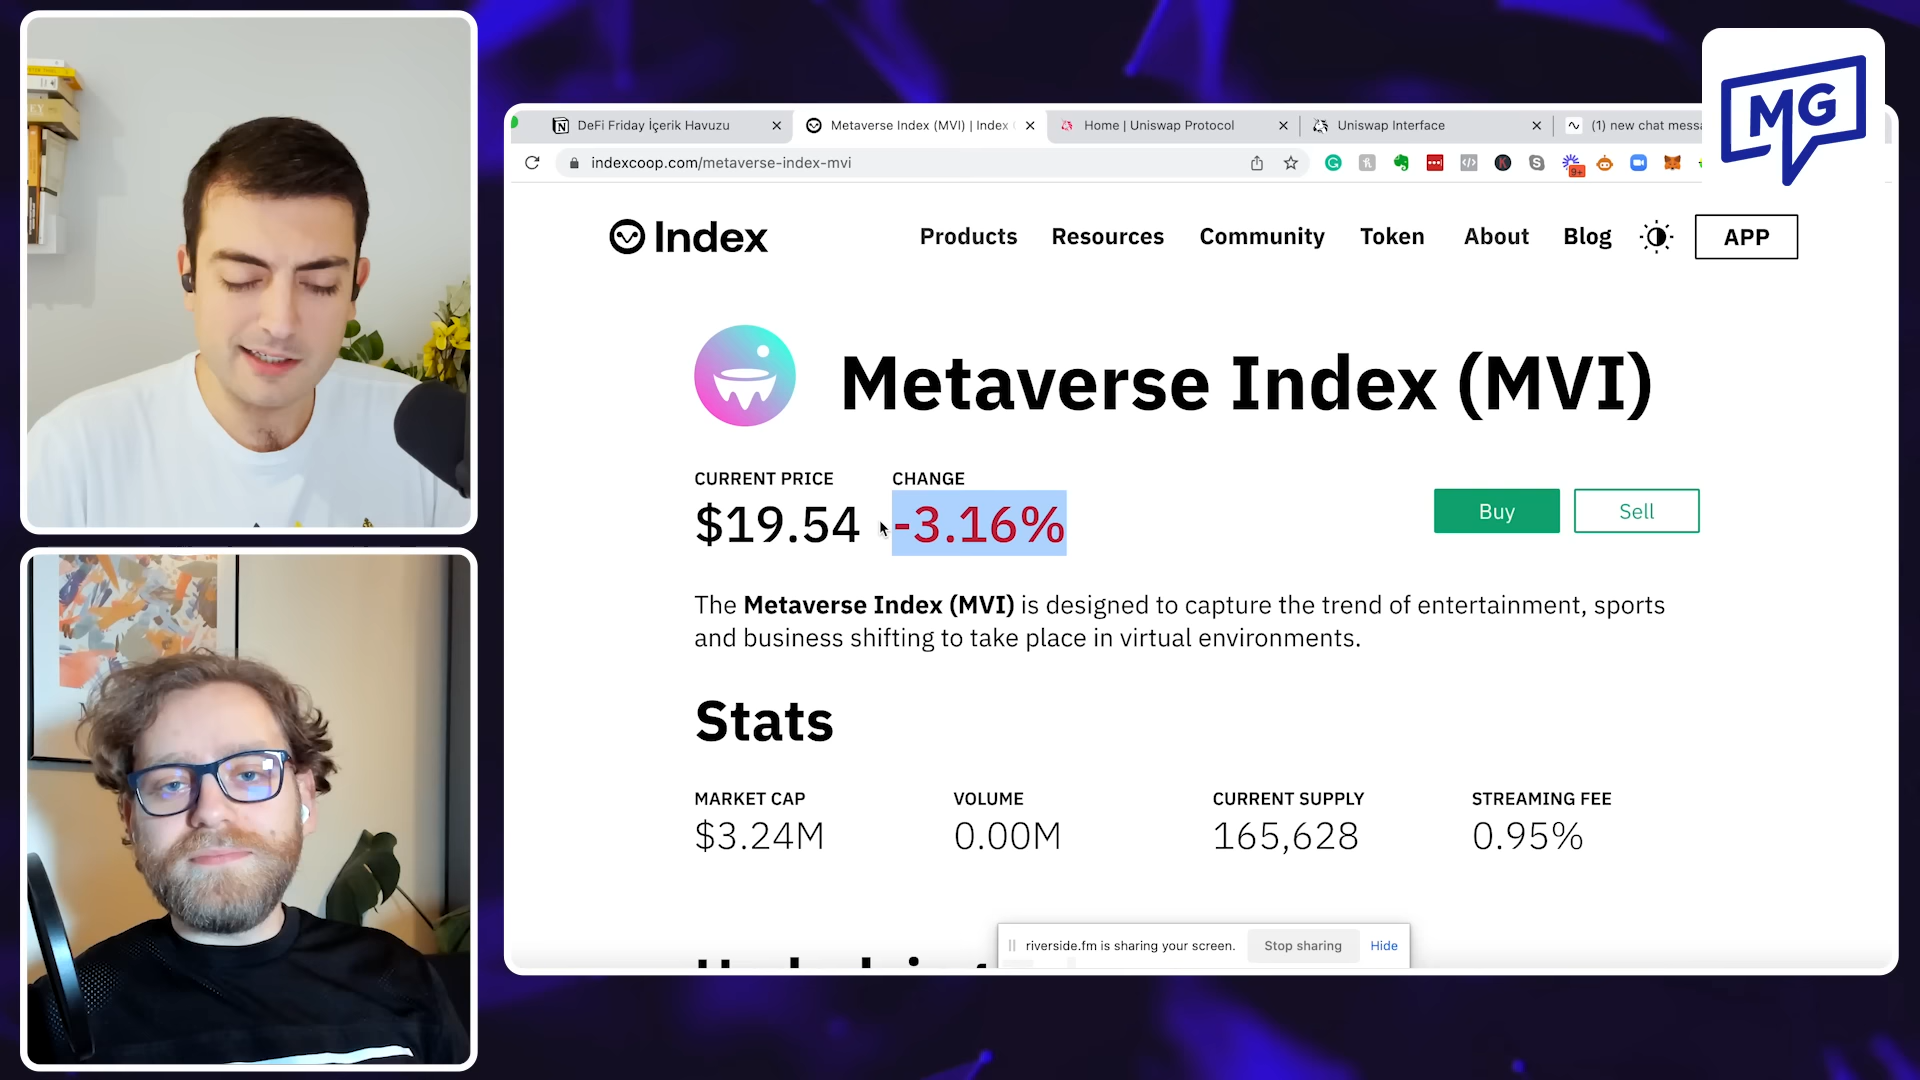 DeFi Friday İçerik Havuzu
Metaverse Index (MVI) | Index
Home | Uniswap Protocol
Uniswap Interface
(1) new chat messa
MG
indexcoop.com/metaverse-index-mvi
9+
Index
Products
Resources
Community
Token
About
Blog
APP
Metaverse Index (MVI)
CURRENT PRICE
CHANGE
$19.54
-3.16%
Buy
Sell
The Metaverse Index (MVI) is designed to capture the trend of entertainment, sports
and business shifting to take place in virtual environments.
Stats
MARKET CAP
VOLUME
CURRENT SUPPLY
STREAMING FEE
$3.24M
0.00M
165,628
0.95%
riverside.fm is sharing your screen.
Stop sharing
Hide